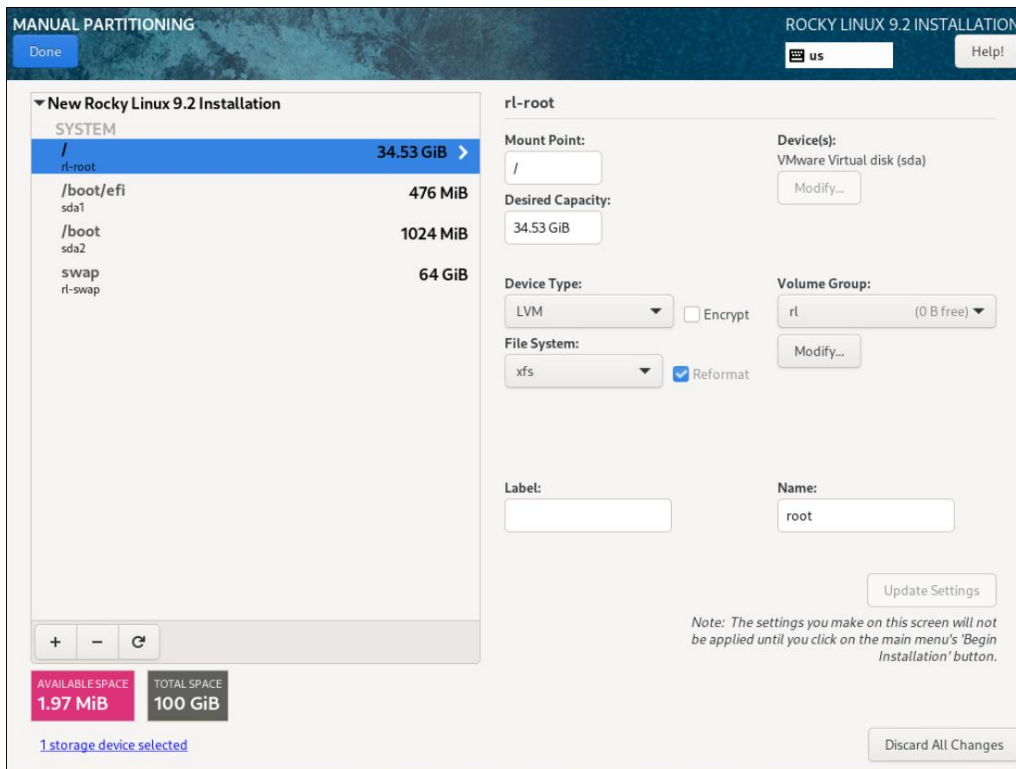 MANUAL PARTITIONING
ROCKY LINUX 9.2 INSTALLATION
Done
us
Help!
New Rocky Linux 9.2 Installation
SYSTEM
/
34.53 GiB
rl-root
/boot/efi
476 MiB
sda1
/boot
1024 MiB
sda2
swap
64 GiB
rl-swap
rl-root
Mount Point:
/
Device(s):
VMware Virtual disk (sda)
Modify...
Desired Capacity:
34.53 GiB
Device Type:
LVM
Encrypt
Volume Group:
rl (0 B free)
Modify...
File System:
xfs
Reformat
Label:
Name:
root
Update Settings
Note: The settings you make on this screen will not
be applied until you click on the main menu's 'Begin
Installation' button.
+ −
AVAILABLE SPACE
1.97 MiB
TOTAL SPACE
100 GiB
1 storage device selected
Discard All Changes